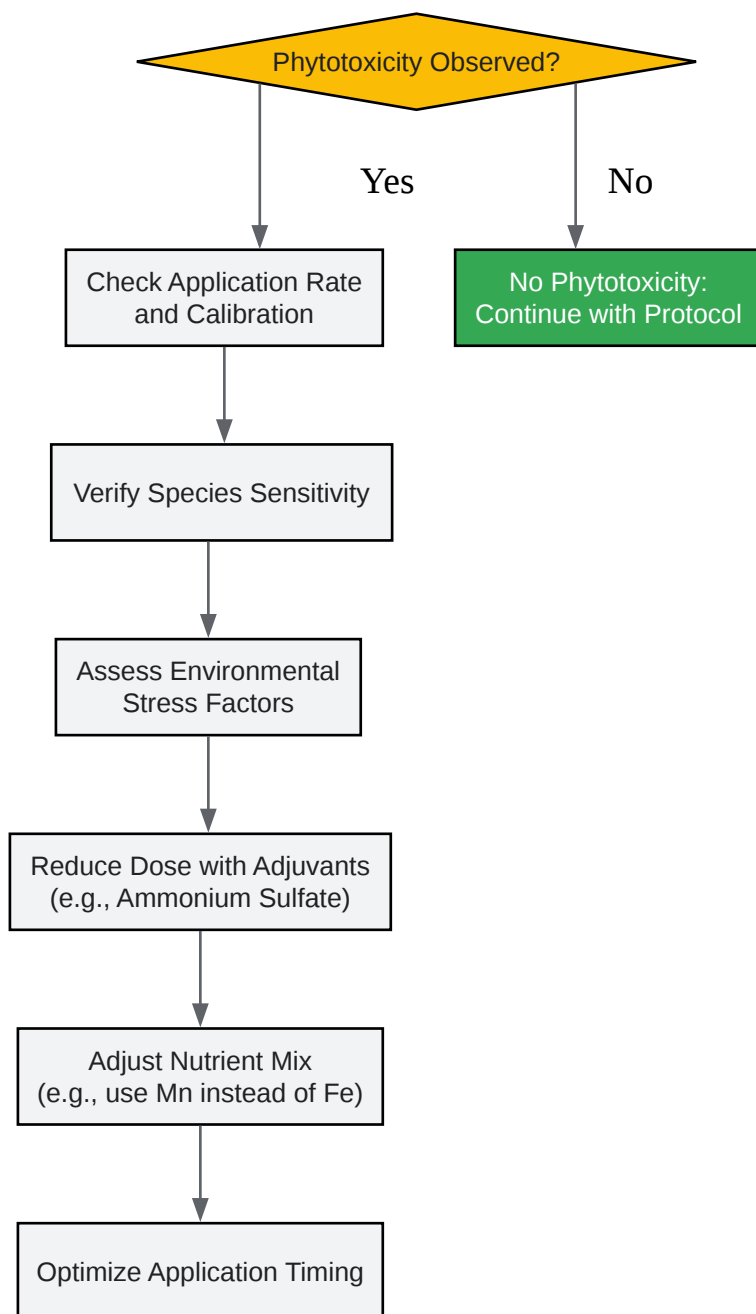 Phytotoxicity Observed?
Yes
No
Check Application Rate
and Calibration
No Phytotoxicity:
Continue with Protocol
Verify Species Sensitivity
Assess Environmental
Stress Factors
Reduce Dose with Adjuvants
(e.g., Ammonium Sulfate)
Adjust Nutrient Mix
(e.g., use Mn instead of Fe)
Optimize Application Timing